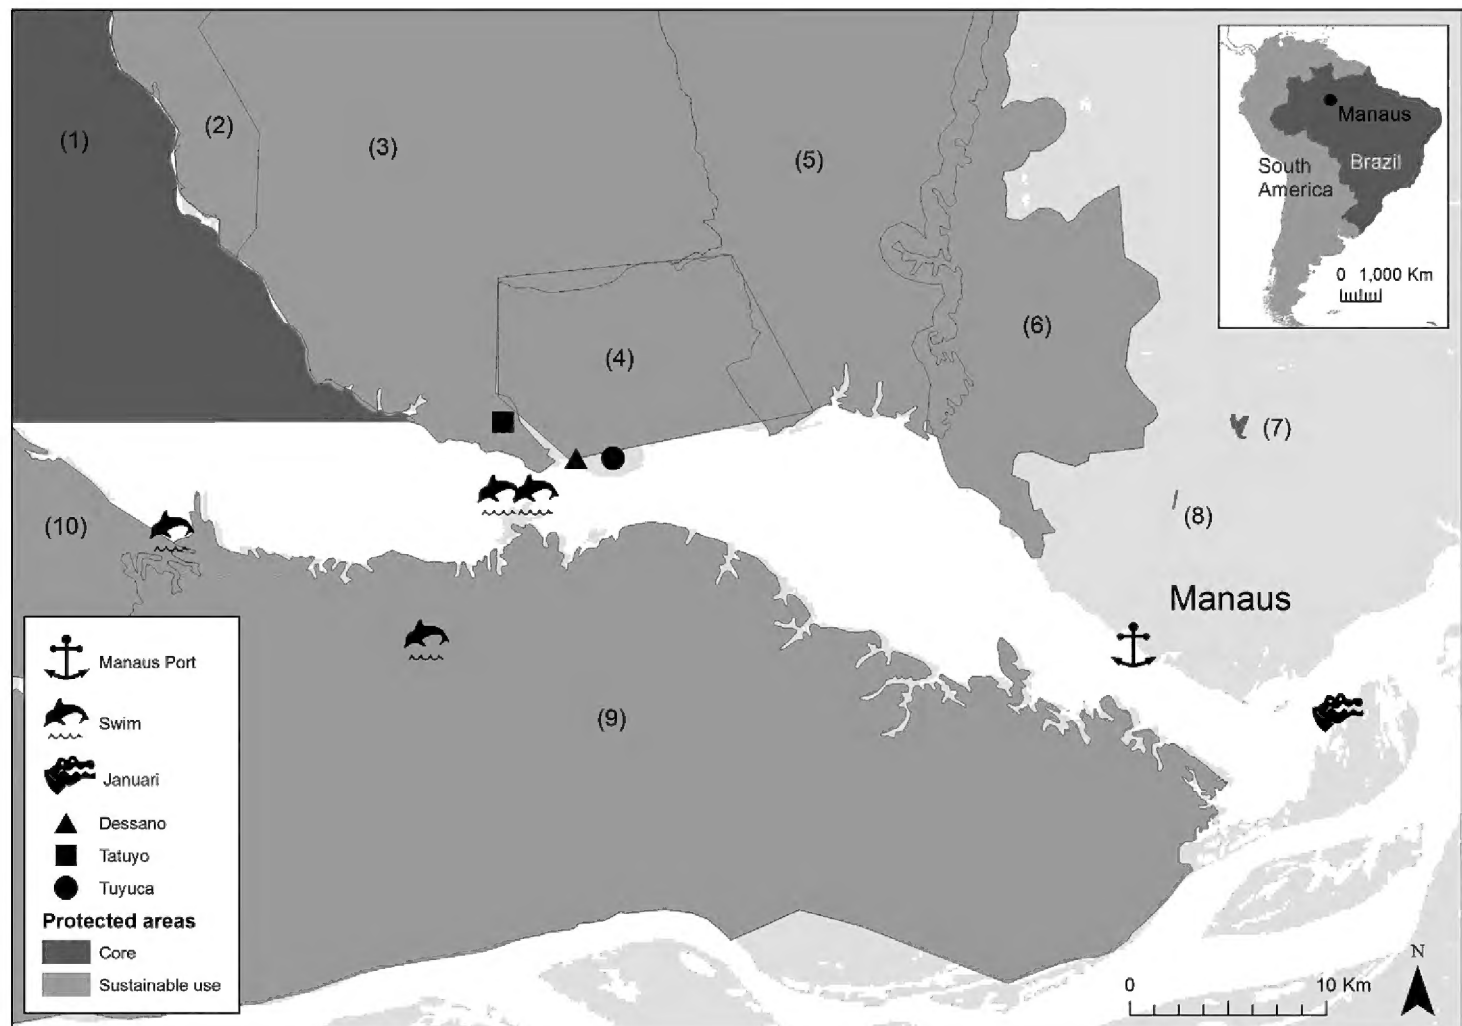 (1)
(2)
(3)
(5)
Manaus
Brazil
South
America
0 1,000 Km
(6)
(4)
(7)
(8)
(10)
Manaus
(9)
Manaus Port
Swim
Januari
Dessano
Tatuyo
Tuyuca
Protected areas
Core
Sustainable use
N
0 10 Km